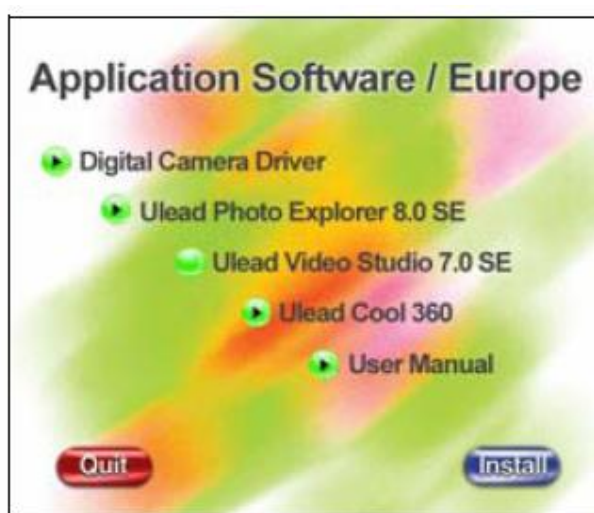 Application Software / Europe
Digital Camera Driver
Ulead Photo Explorer 8.0 SE
Ulead Video Studio 7.0 SE
Ulead Cool 360
User Manual
Quit
Install